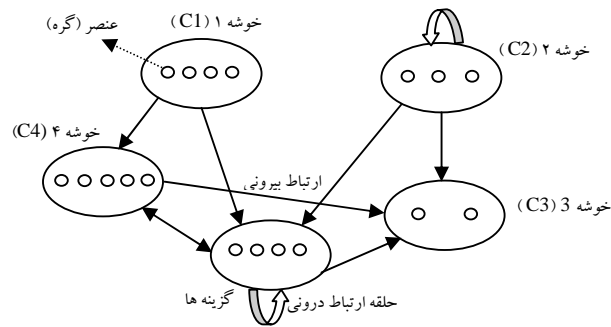 عنصر (گره)
خوشه ۱ (C1)
خوشه ۲ (C2)
خوشه ۴ (C4)
ارتباط بیرونی
خوشه 3 (C3)
گزینه ها
حلقه ارتباط درونی